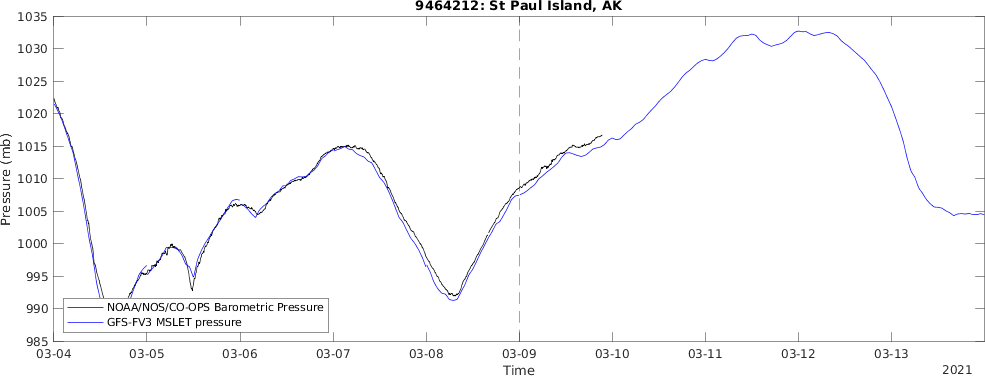 9464212: St Paul Island, AK
1035
1030
1025
1020
1015
1010
1005
1000
995
990
985
Pressure (mb)
NOAA/NOS/CO-OPS Barometric Pressure
GFS-FV3 MSLET pressure
03-04 03-05 03-06 03-07 03-08 03-09 03-10 03-11 03-12 03-13
Time
2021